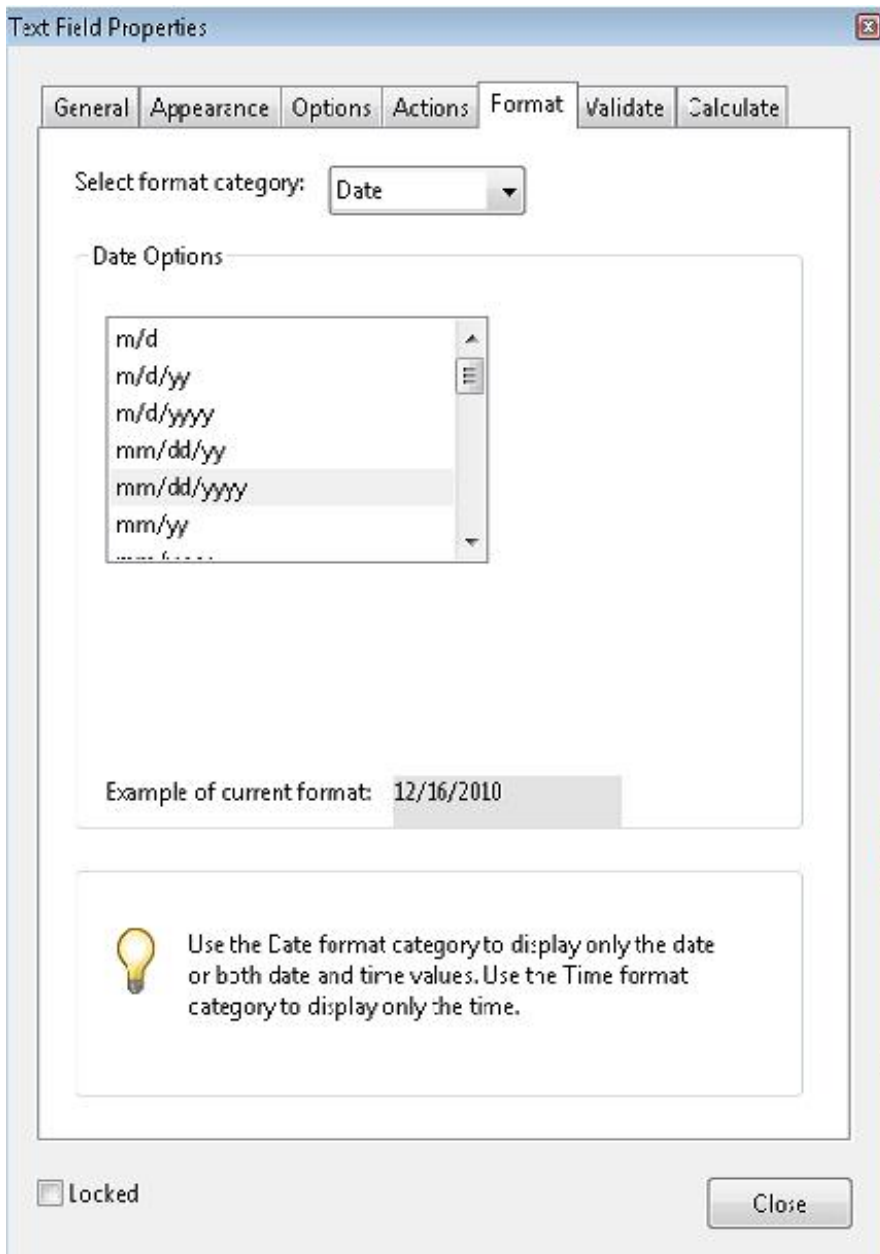 Text Field Properties
General Appearance Options Actions Format Validate Calculate
Select format category: Date
Date Options
m/d
m/d/yy
m/d/yyyy
mm/dd/yy
mm/dd/yyyy
mm/yy
Example of current format: 12/16/2010
Use the Date format category to display only the date
or both date and time values. Use the Time format
category to display only the time.
Locked Close